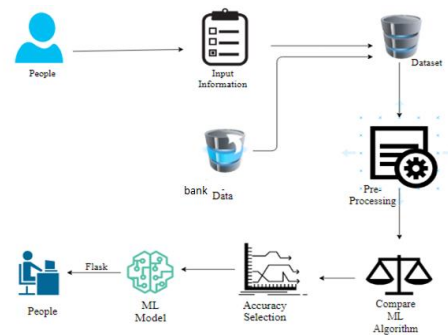 People
Input
Information
Dataset
bank
Data
Pre-
Processing
Compare
ML
Algorithm
Accuracy
Selection
ML
Model
Flask
People